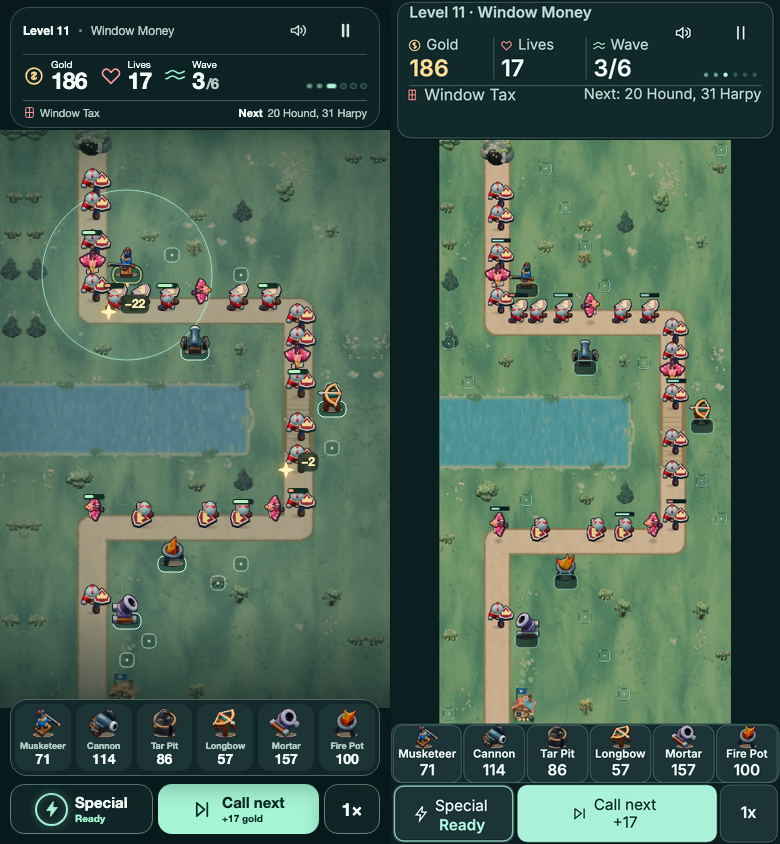 Level 11 · Window Money
Gold 186
Lives 17
Wave 3/6
Window Tax
Next 20 Hound, 31 Harpy
-22
-2
Musketeer 71
Cannon 114
Tar Pit 86
Longbow 57
Mortar 157
Fire Pot 100
Special
Ready
Call next
+17 gold
1x
Level 11 · Window Money
Gold 186
Lives 17
Wave 3/6
Window Tax
Next: 20 Hound, 31 Harpy
Musketeer 71
Cannon 114
Tar Pit 86
Longbow 57
Mortar 157
Fire Pot 100
Special
Ready
Call next
+17
1x